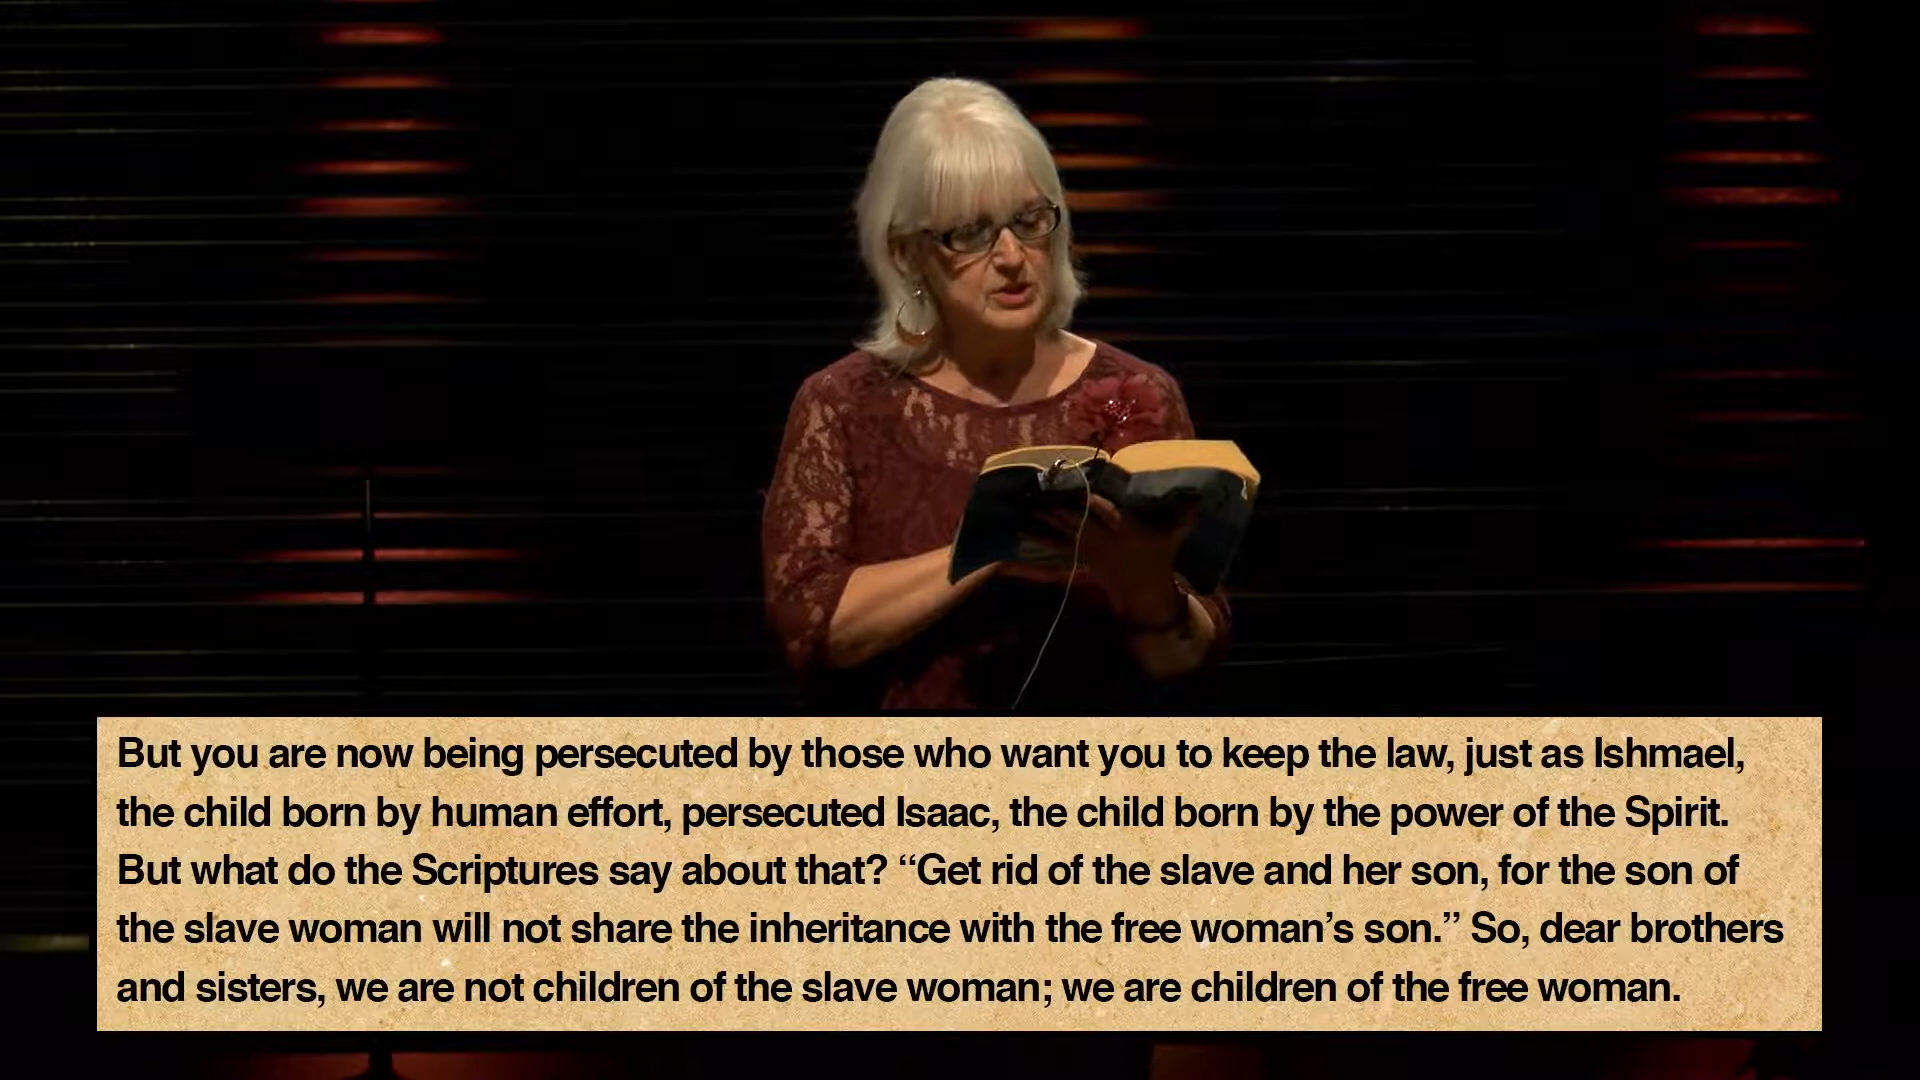 But you are now being persecuted by those who want you to keep the law, just as Ishmael,
the child born by human effort, persecuted Isaac, the child born by the power of the Spirit.
But what do the Scriptures say about that? “Get rid of the slave and her son, for the son of
the slave woman will not share the inheritance with the free woman’s son.” So, dear brothers
and sisters, we are not children of the slave woman; we are children of the free woman.